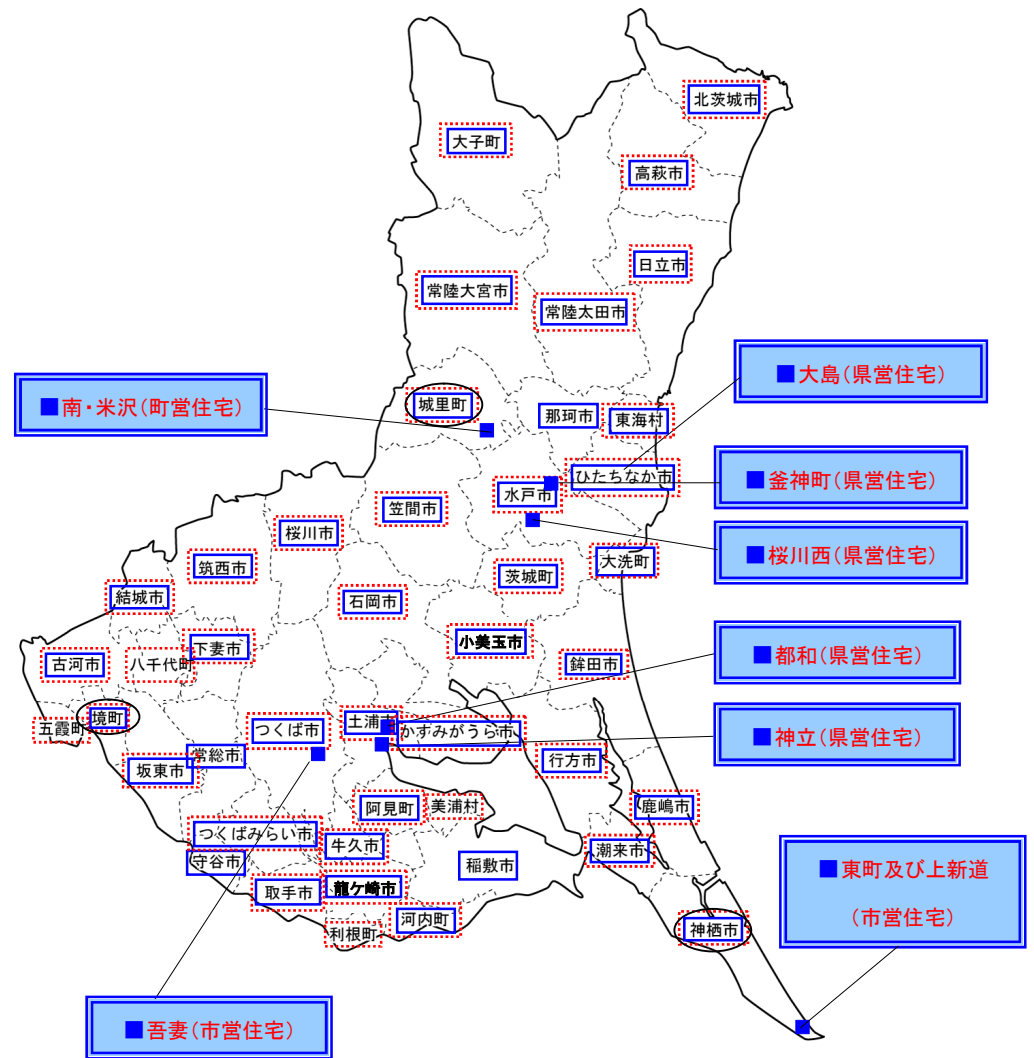 北茨城市
大子町
高萩市
日立市
常陸大宮市
常陸太田市
■大島(県営住宅)
■南・米沢(町営住宅)
城里町
那珂市
東海村
ひたちなか市
■釜神町(県営住宅)
水戸市
笠間市
桜川市
■桜川西(県営住宅)
大洗町
筑西市
茨城町
結城市
石岡市
小美玉市
下妻市
古河市
八千代町
鉾田市
■都和(県営住宅)
境町
五霞町
つくば市
土浦市
かすみがうら市
■神立(県営住宅)
常総市
坂東市
行方市
阿見町
美浦村
鹿嶋市
つくばみらい市
牛久市
潮来市
守谷市
稲敷市
■東町及び上新道
(市営住宅)
取手市
龍ケ崎市
河内町
利根町
神栖市
■吾妻(市営住宅)